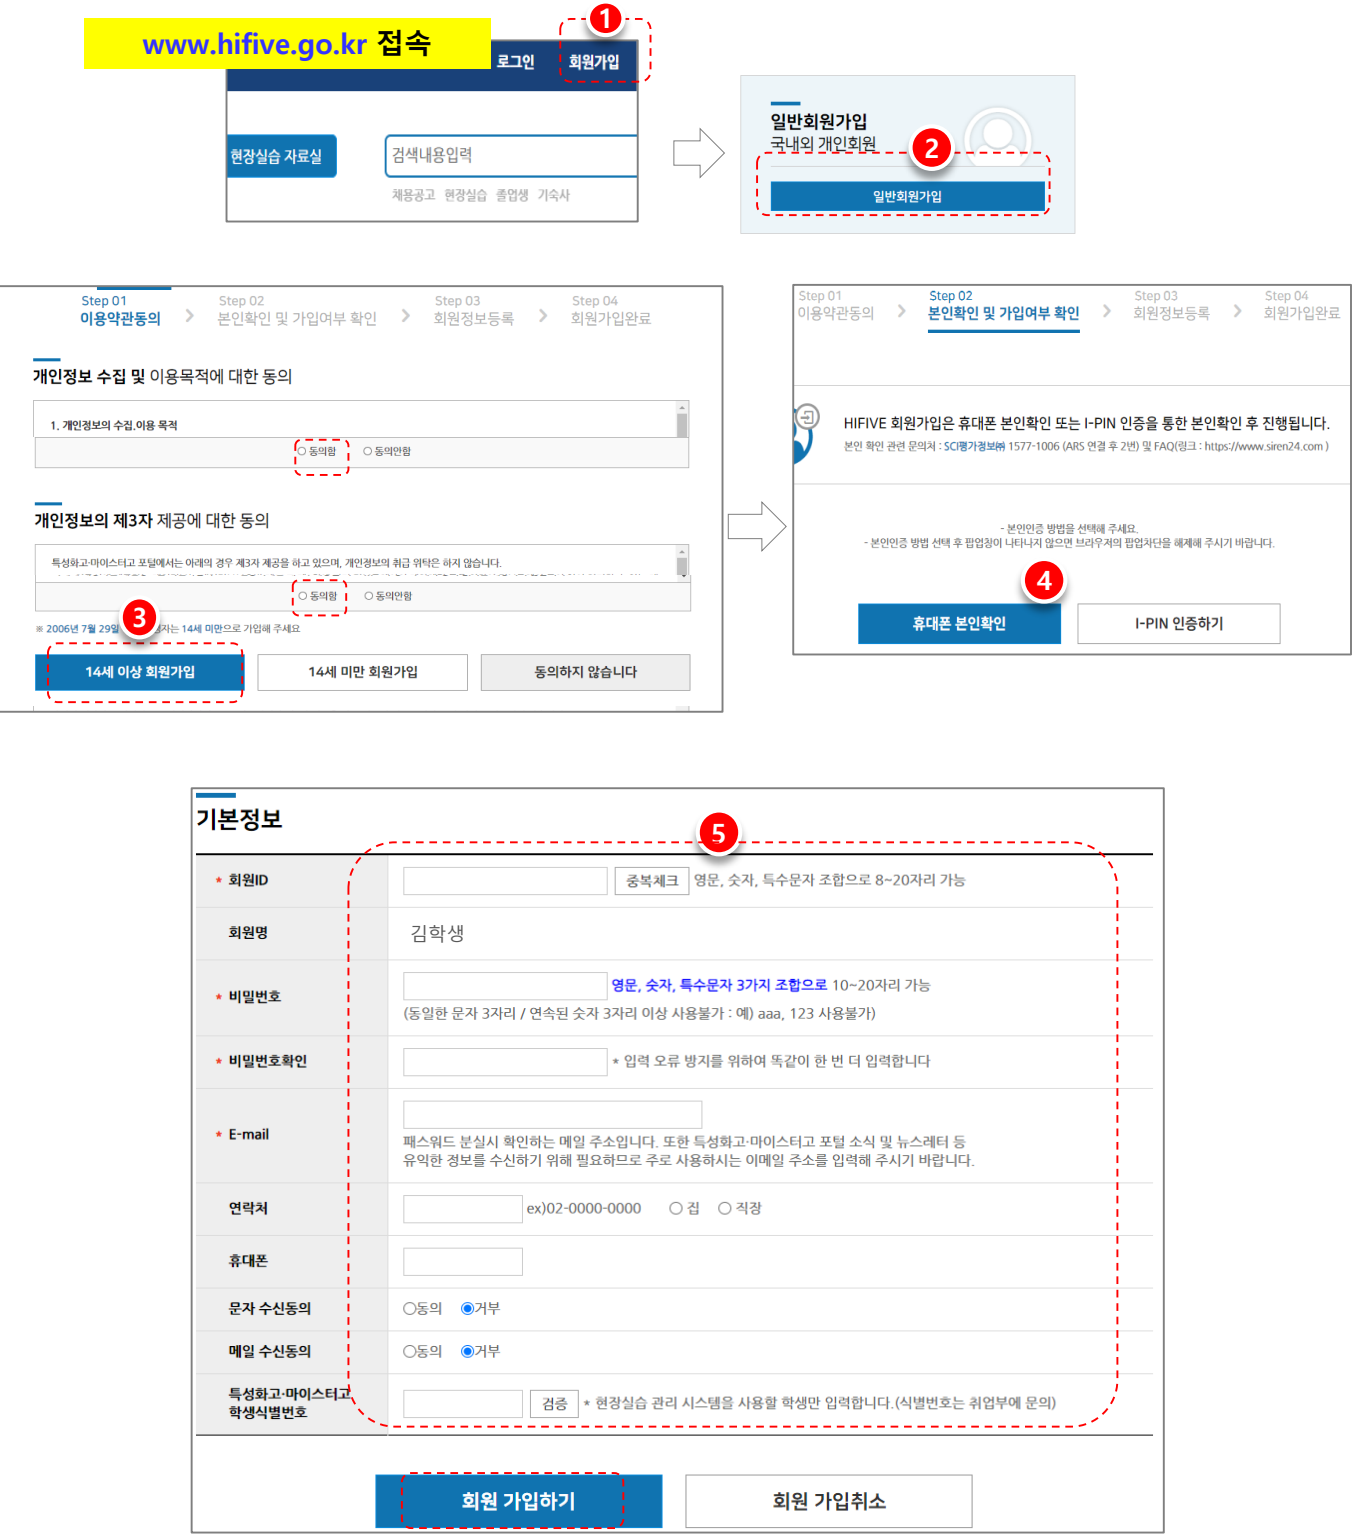 www.hifive.go.kr 접속
1
로그인 회원가입
현장실습 자료실
검색내용입력
채용공고 현장실습 졸업생 기숙사
일반회원가입
국내외 개인회원
2
일반회원가입
Step 01 Step 02 Step 03 Step 04
이용약관동의 본인확인 및 가입여부 확인 회원정보등록 회원가입완료
개인정보 수집 및 이용목적에 대한 동의
1. 개인정보의 수집,이용 목적
동의함 동의안함
개인정보의 제3자 제공에 대한 동의
특성화고·마이스터고 포털에서는 아래의 경우 제3자 제공을 하고 있으며, 개인정보의 취급 위탁은 하지 않습니다.
동의함 동의안함
3
※ 2006년 7월 29일 자는 14세 미만으로 가입해 주세요
14세 이상 회원가입 14세 미만 회원가입 동의하지 않습니다
Step 01 Step 02 Step 03 Step 04
이용약관동의 본인확인 및 가입여부 확인 회원정보등록 회원가입완료
HIFIVE 회원가입은 휴대폰 본인확인 또는 I-PIN 인증을 통한 본인확인 후 진행됩니다.
본인 확인 관련 문의처 : SCI평가정보㈜ 1577-1006 (ARS 연결 후 2번) 및 FAQ(링크 : https://www.siren24.com )
- 본인인증 방법을 선택해 주세요.
- 본인인증 방법 선택 후 팝업창이 나타나지 않으면 브라우저의 팝업차단을 해제해 주시기 바랍니다.
4
휴대폰 본인확인 I-PIN 인증하기
기본정보
5
* 회원ID 중복체크 영문, 숫자, 특수문자 조합으로 8~20자리 가능
회원명 김학생
* 비밀번호 영문, 숫자, 특수문자 3가지 조합으로 10~20자리 가능
(동일한 문자 3자리 / 연속된 숫자 3자리 이상 사용불가 : 예) aaa, 123 사용불가)
* 비밀번호확인 * 입력 오류 방지를 위하여 똑같이 한 번 더 입력합니다
* E-mail
패스워드 분실시 확인하는 메일 주소입니다. 또한 특성화고·마이스터고 포털 소식 및 뉴스레터 등
유익한 정보를 수신하기 위해 필요하므로 주로 사용하시는 이메일 주소를 입력해 주시기 바랍니다.
연락처 ex)02-0000-0000 집 직장
휴대폰
문자 수신동의 동의 거부
메일 수신동의 동의 거부
특성화고·마이스터고
학생식별번호 검증 * 현장실습 관리 시스템을 사용할 학생만 입력합니다.(식별번호는 취업부에 문의)
회원 가입하기 회원 가입취소